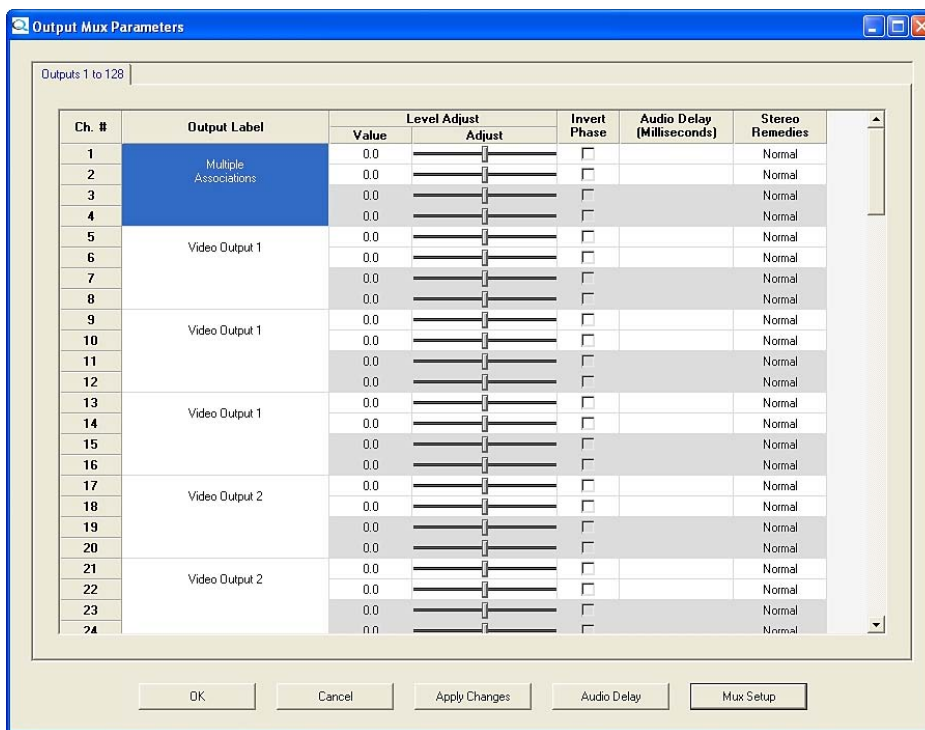 Output Mux Parameters
Outputs 1 to 128
Ch. # Output Label Level Adjust Invert Phase Audio Delay (Milliseconds) Stereo Remedies
Value Adjust
1 Multiple Associations 0.0 Normal
2 0.0 Normal
3 0.0 Normal
4 0.0 Normal
5 Video Output 1 0.0 Normal
6 0.0 Normal
7 0.0 Normal
8 0.0 Normal
9 Video Output 1 0.0 Normal
10 0.0 Normal
11 0.0 Normal
12 0.0 Normal
13 Video Output 1 0.0 Normal
14 0.0 Normal
15 0.0 Normal
16 0.0 Normal
17 Video Output 2 0.0 Normal
18 0.0 Normal
19 0.0 Normal
20 0.0 Normal
21 Video Output 2 0.0 Normal
22 0.0 Normal
23 0.0 Normal
24 0.0 Normal
OK Cancel Apply Changes Audio Delay Mux Setup